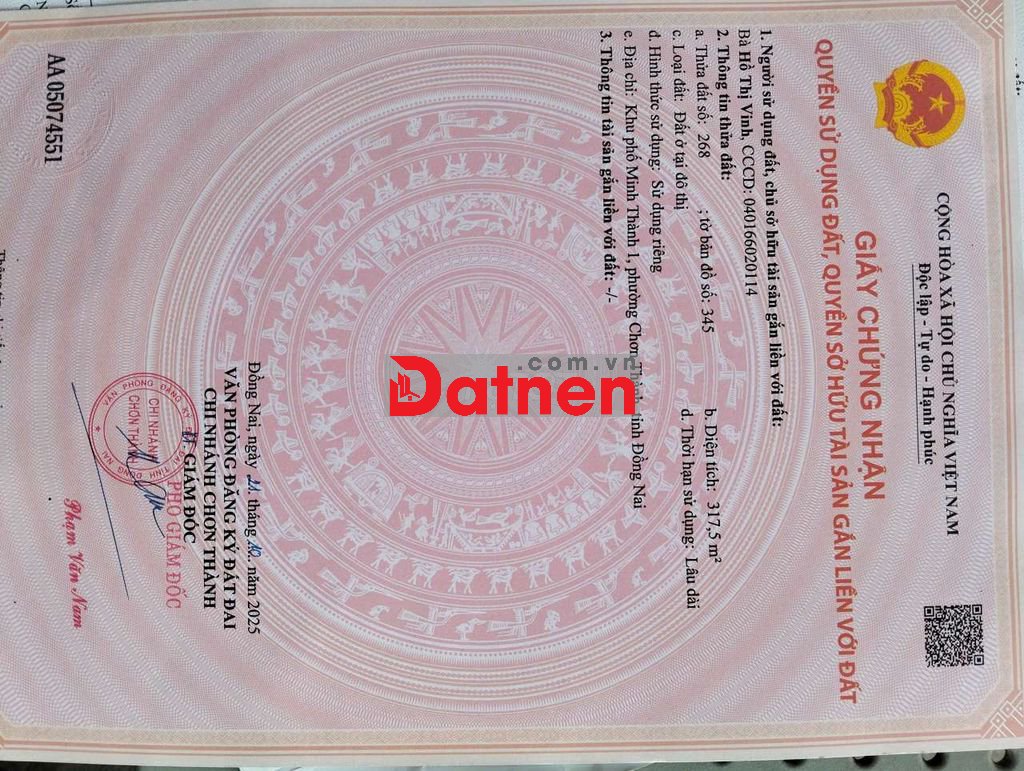 CỘNG HÒA XÃ HỘI CHỦ NGHĨA VIỆT NAM
Độc lập - Tự do - Hạnh phúc
GIẤY CHỨNG NHẬN
QUYỀN SỬ DỤNG ĐẤT, QUYỀN SỞ HỮU TÀI SẢN GẮN LIỀN VỚI ĐẤT
1. Người sử dụng đất, chủ sở hữu tài sản gắn liền với đất:
Bà Hồ Thị Vinh, CCCD: 040166020114
2. Thông tin thửa đất:
a. Thửa đất số: 268 ; tờ bản đồ số: 345 b. Diện tích: 317,5 m²
c. Loại đất: Đất ở tại đô thị d. Thời hạn sử dụng: Lâu dài
đ. Hình thức sử dụng: Sử dụng riêng
e. Địa chỉ: Khu phố Minh Thành 1, phường Chơn Thành, tỉnh Đồng Nai
3. Thông tin tài sản gắn liền với đất: -/-
.com.vn
Datnen
Đồng Nai, ngày 21 tháng 10 năm 2025
VĂN PHÒNG ĐĂNG KÝ ĐẤT ĐAI
CHI NHÁNH CHƠN THÀNH
KT. GIÁM ĐỐC
PHÓ GIÁM ĐỐC
CHI NHÁNH
CHƠN THÀNH
Phạm Văn Nam
AA 05074551